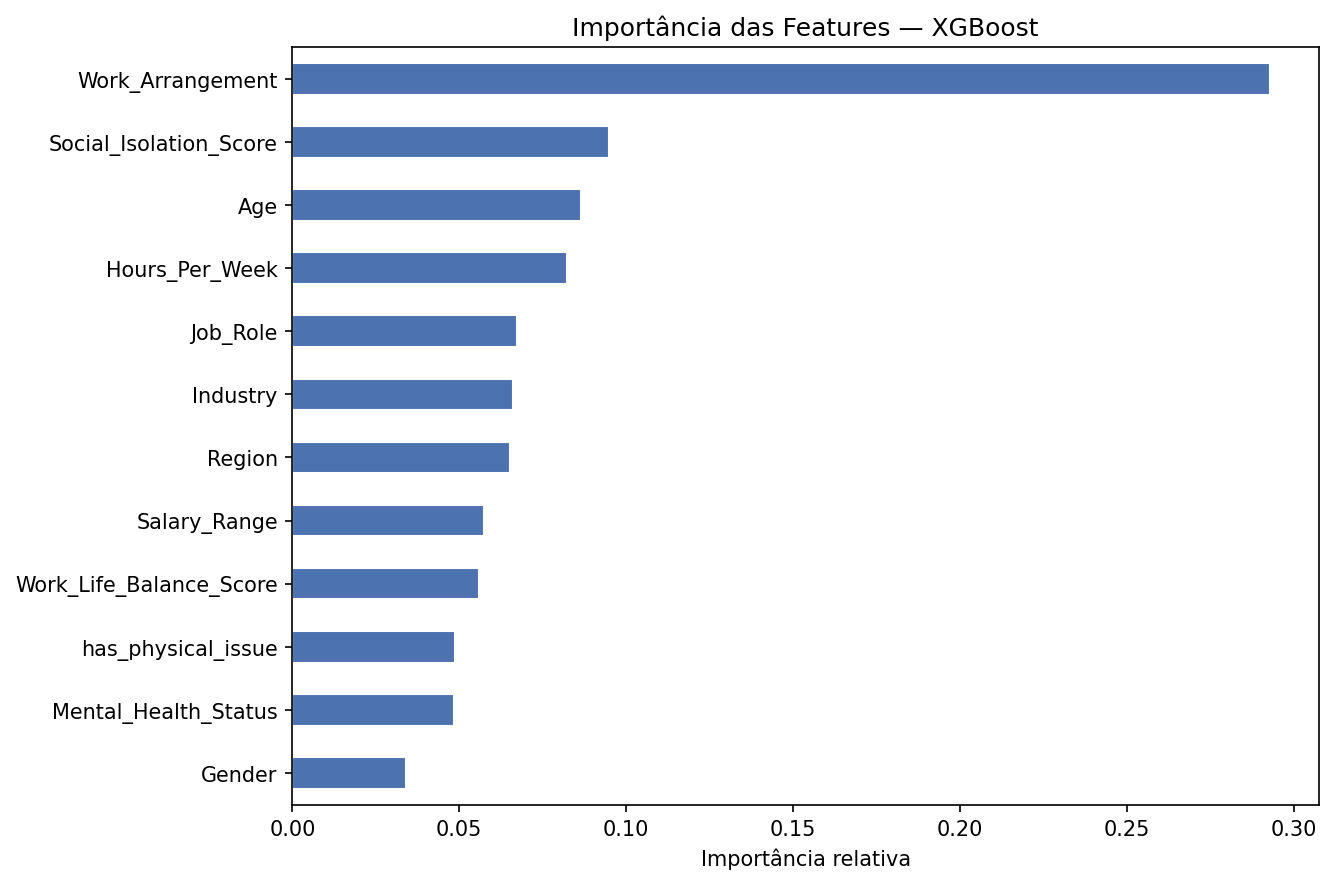 Importância das Features — XGBoost
Work_Arrangement
Social_Isolation_Score
Age
Hours_Per_Week
Job_Role
Industry
Region
Salary_Range
Work_Life_Balance_Score
has_physical_issue
Mental_Health_Status
Gender
0.00 0.05 0.10 0.15 0.20 0.25 0.30
Importância relativa